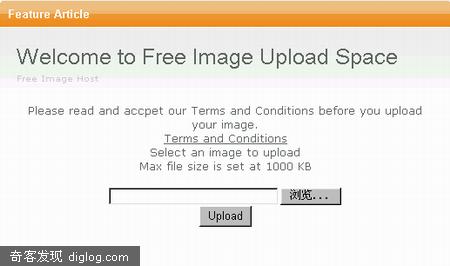 Feature Article
Welcome to Free Image Upload Space
Free Image Host
Please read and accpet our Terms and Conditions before you upload
your image.
Terms and Conditions
Select an image to upload
Max file size is set at 1000 KB
浏览...
Upload
奇客发现 diglog.com